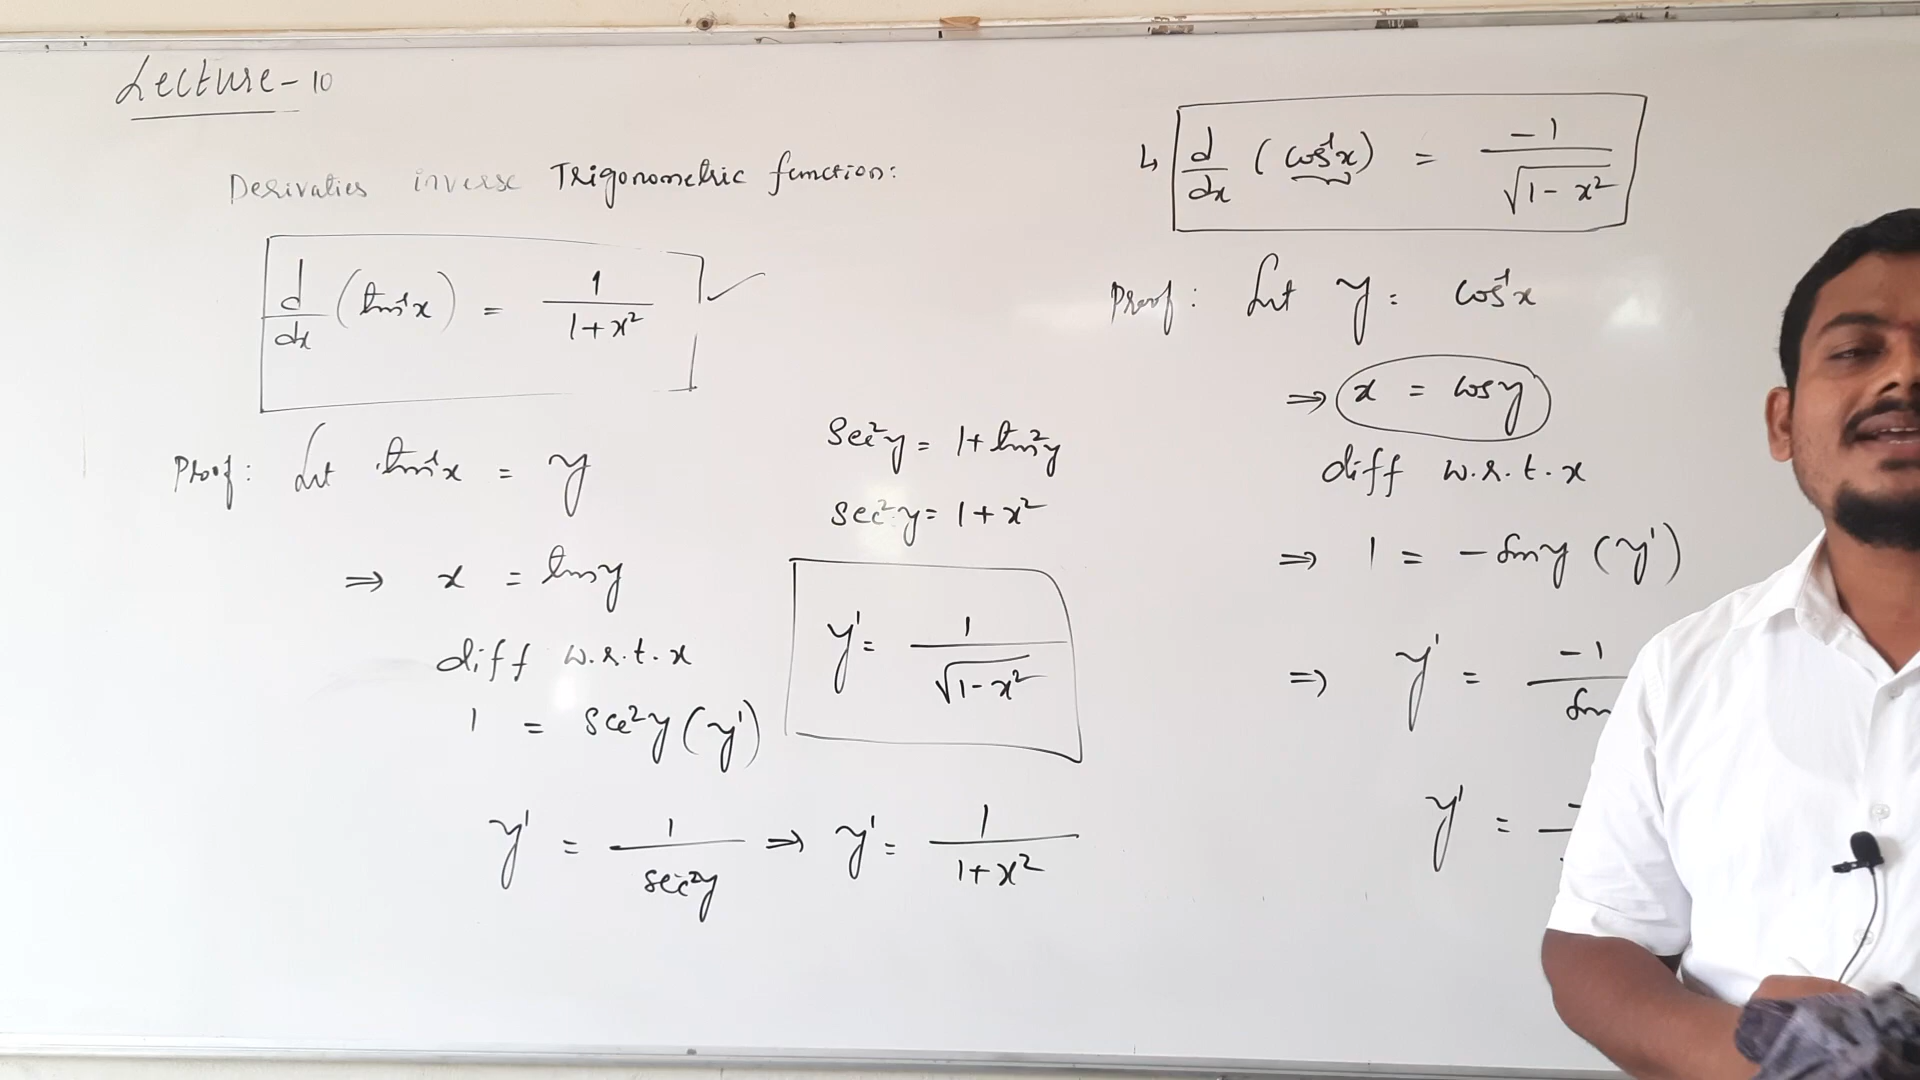 Lecture-10
Derivaties inverse Trigonometric function:
d/dx (tan⁻¹x) = 1/(1+x²)
Proof: Let tan⁻¹x = y
⇒ x = tany
diff w.r.t. x
1 = sec²y (y')
y' = 1/sec²y ⇒ y' = 1/(1+x²)
Sec²y = 1+tan²y
Sec²y = 1+x²
y' = 1/√(1-x²)
↳ d/dx (cos⁻¹x) = -1/√(1-x²)
Proof: Let y = cos⁻¹x
⇒ x = cosy
diff w.r.t. x
⇒ 1 = -siny (y')
⇒ y' = -1/sin
y' =